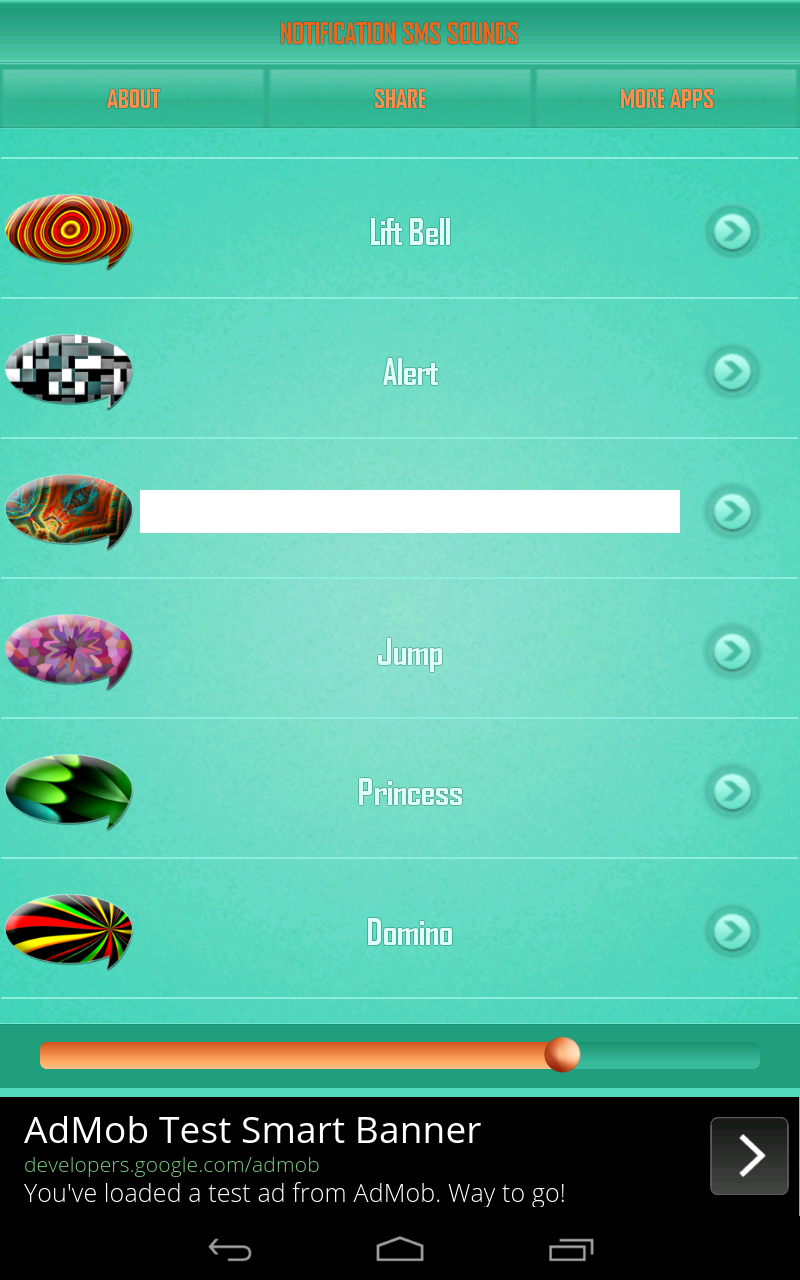 NOTIFICATION SMS SOUNDS
ABOUT
SHARE
MORE APPS
Lift Bell
Alert
Jump
Princess
Domino
AdMob Test Smart Banner
developers.google.com/admob
You've loaded a test ad from AdMob. Way to go!